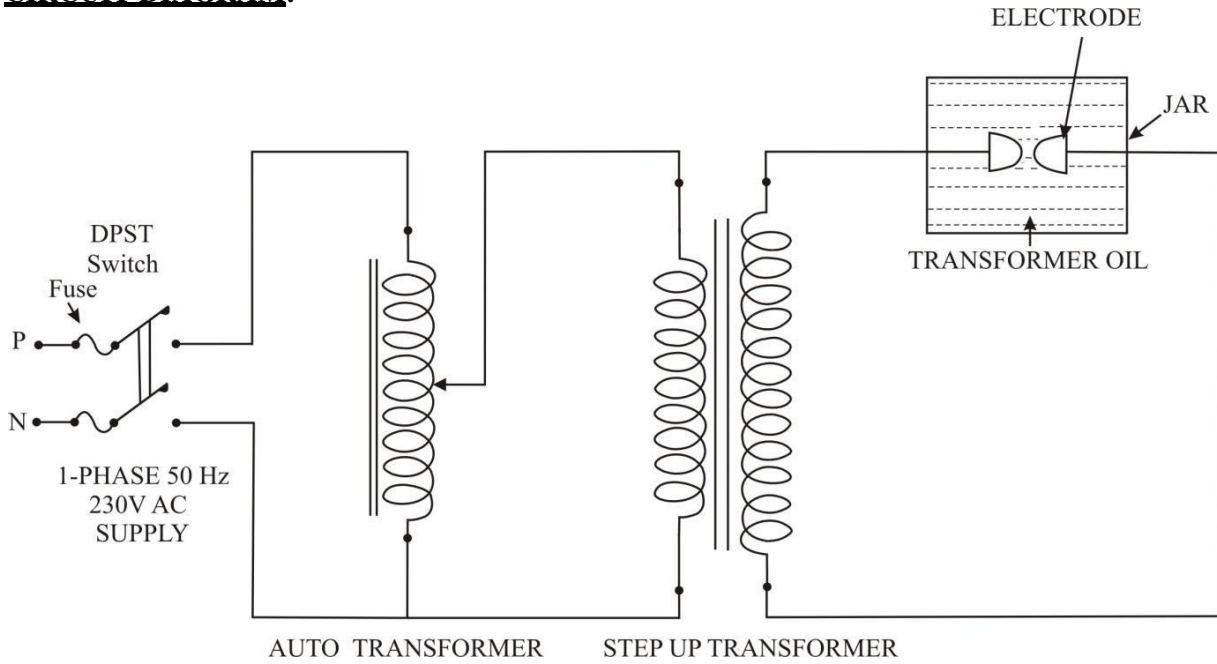 ELECTRODE
JAR
TRANSFORMER OIL
DPST
Switch
Fuse
P
N
1-PHASE 50 Hz
230V AC
SUPPLY
AUTO TRANSFORMER
STEP UP TRANSFORMER